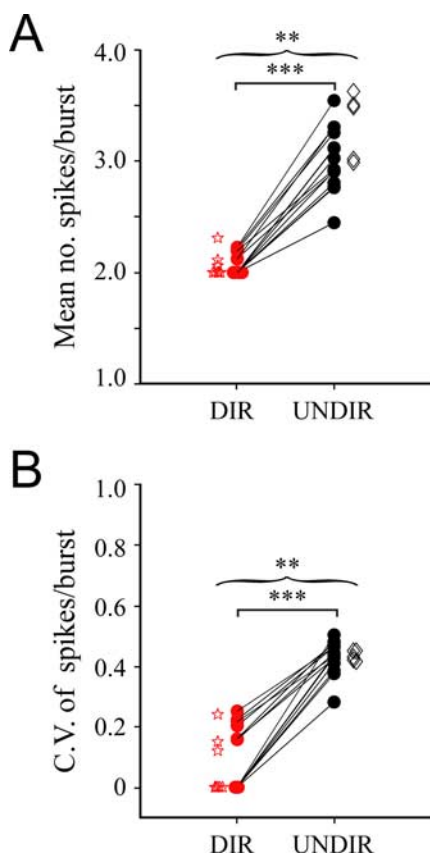 A
**
***
4.0
3.0
2.0
1.0
Mean no. spikes/burst
DIR UNDIR
B
**
***
1.0
0.8
0.6
0.4
0.2
0
C.V. of spikes/burst
DIR UNDIR